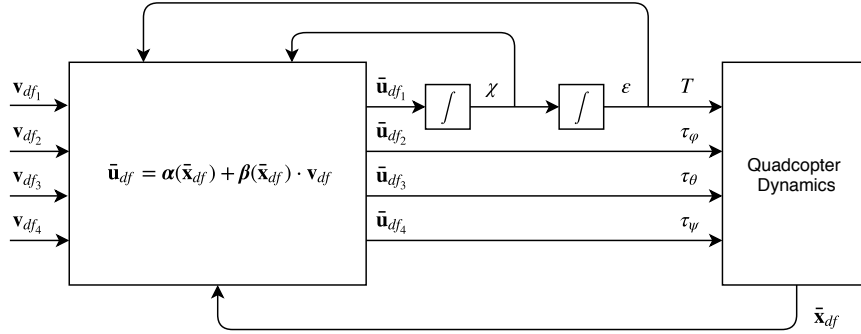 𝐯_{df_1}
𝐯_{df_2}
𝐯_{df_3}
𝐯_{df_4}
𝐮̄_{df} = 𝜶(𝐱̄_{df}) + 𝜷(𝐱̄_{df}) · 𝐯_{df}
𝐮̄_{df_1}
∫
χ
∫
ε
T
𝐮̄_{df_2}
τ_φ
𝐮̄_{df_3}
τ_θ
𝐮̄_{df_4}
τ_ψ
Quadcopter
Dynamics
𝐱̄_{df}